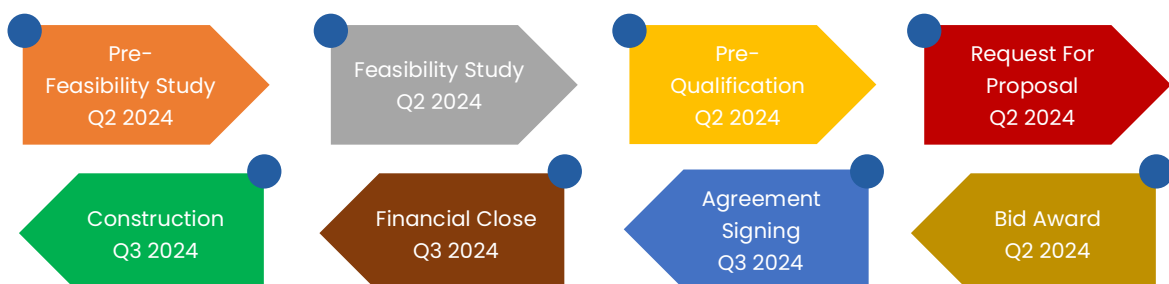 Pre-
Feasibility Study
Q2 2024
Feasibility Study
Q2 2024
Pre-
Qualification
Q2 2024
Request For
Proposal
Q2 2024
Construction
Q3 2024
Financial Close
Q3 2024
Agreement
Signing
Q3 2024
Bid Award
Q2 2024